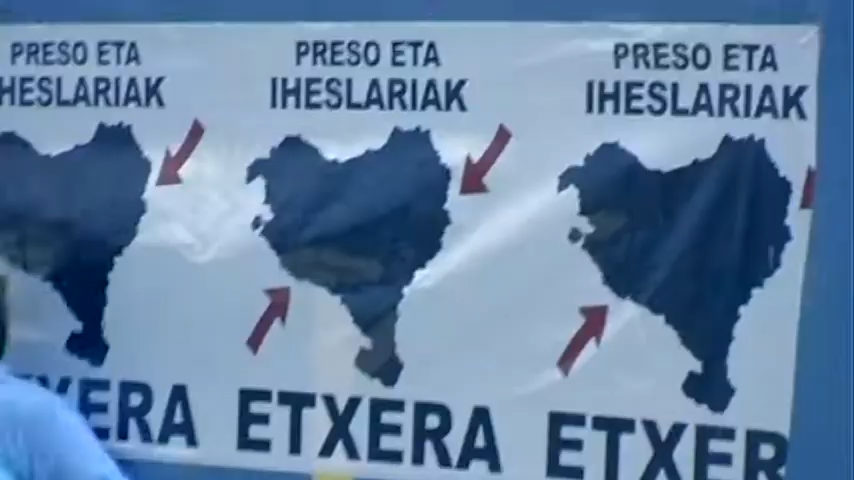 PRESO ETA
HESLARIAK
XERA
PRESO ETA
IHESLARIAK
ETXERA
PRESO ETA
IHESLARIAK
ETXER